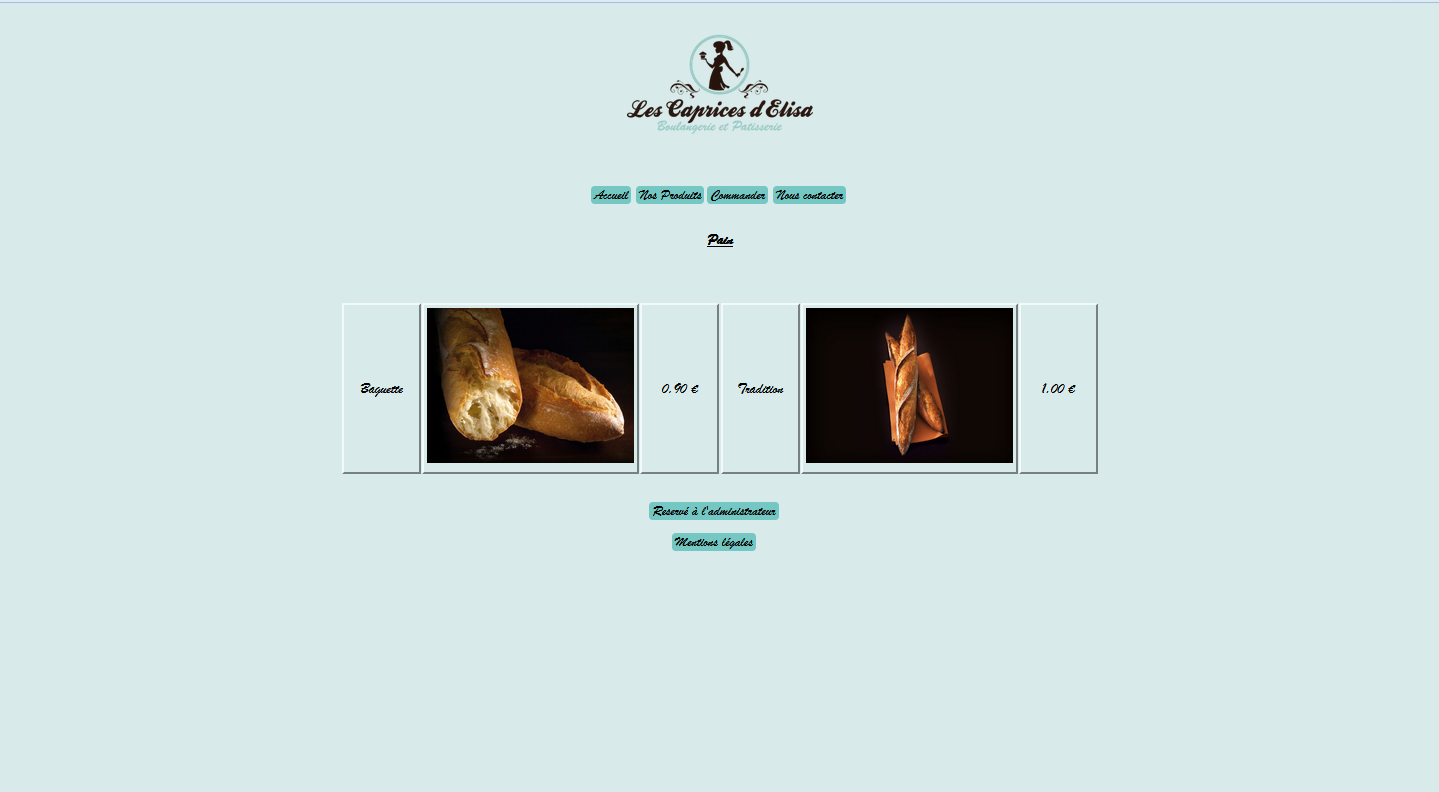 Les Caprices d'Elisa
Boulangerie et Patisserie
Accueil Nos Produits Commander Nous contacter
Pain
Baguette 0.90 € Tradition 1.00 €
Reservé à l'administrateur
Mentions légales